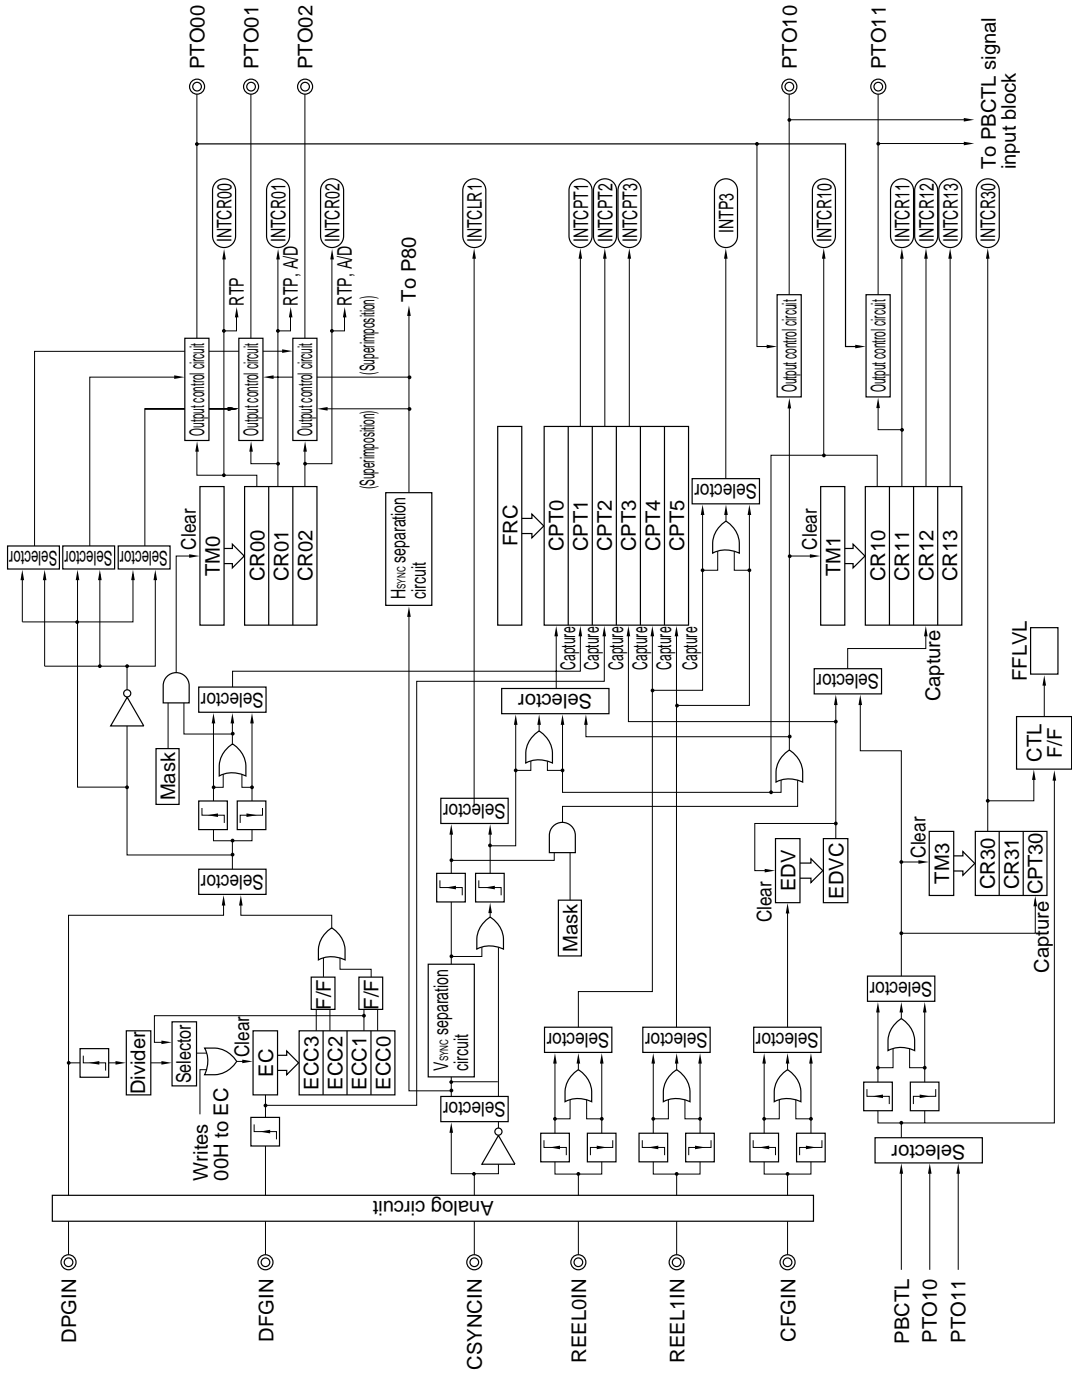 DPGIN
DFGIN
CSYNCIN
REEL0IN
REEL1IN
CFGIN
PBCTL
PTO10
PTO11
Analog circuit
Divider
Selector
Writes
00H to EC
Clear
EC
ECC3
ECC2
ECC1
ECC0
F/F
F/F
Selector
Mask
Selector
Selector
Selector
Selector
Clear
TM0
CR00
CR01
CR02
Output control circuit
Output control circuit
Output control circuit
RTP
RTP, A/D
RTP, A/D
INTCR00
INTCR01
INTCR02
PTO00
PTO01
PTO02
Selector
VSYNC separation
circuit
HSYNC separation
circuit
(Superimposition)
(Superimposition)
To P80
Selector
INTCLR1
Mask
Selector
Selector
Selector
Capture
Capture
Capture
Capture
Capture
Capture
FRC
CPT0
CPT1
CPT2
CPT3
CPT4
CPT5
INTCPT1
INTCPT2
INTCPT3
Selector
INTP3
Selector
Clear
EDV
EDVC
Selector
Capture
Clear
TM1
CR10
CR11
CR12
CR13
Output control circuit
Output control circuit
INTCR10
INTCR11
INTCR12
INTCR13
PTO10
PTO11
To PBCTL signal
input block
Selector
Selector
Clear
TM3
CR30
CR31
CPT30
Capture
CTL
F/F
FFLVL
INTCR30